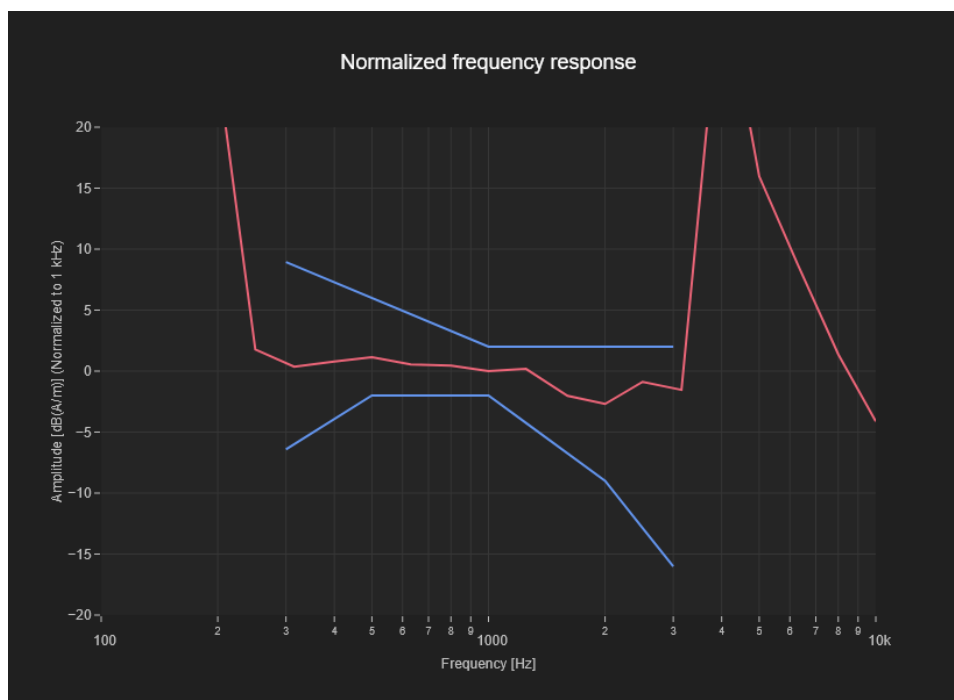 Normalized frequency response
Amplitude [dB(A/m)] (Normalized to 1 kHz)
20
15
10
5
0
−5
−10
−15
−20
100 2 3 4 5 6 7 8 9 1000 2 3 4 5 6 7 8 9 10k
Frequency [Hz]